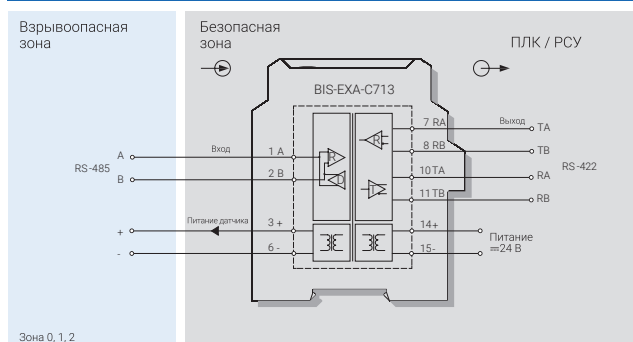 Взрывоопасная
зона
Безопасная
зона
ПЛК / РСУ
BIS-EXA-C713
7 RA
Выход
TA
R
A
Вход
1 A
R
8 RB
TB
RS-485
RS-422
B
2 B
D
10TA
RA
T
11TB
RB
+
Питание датчика
3 +
14+
Питание
⎓24 В
-
6 -
15-
Зона 0, 1, 2